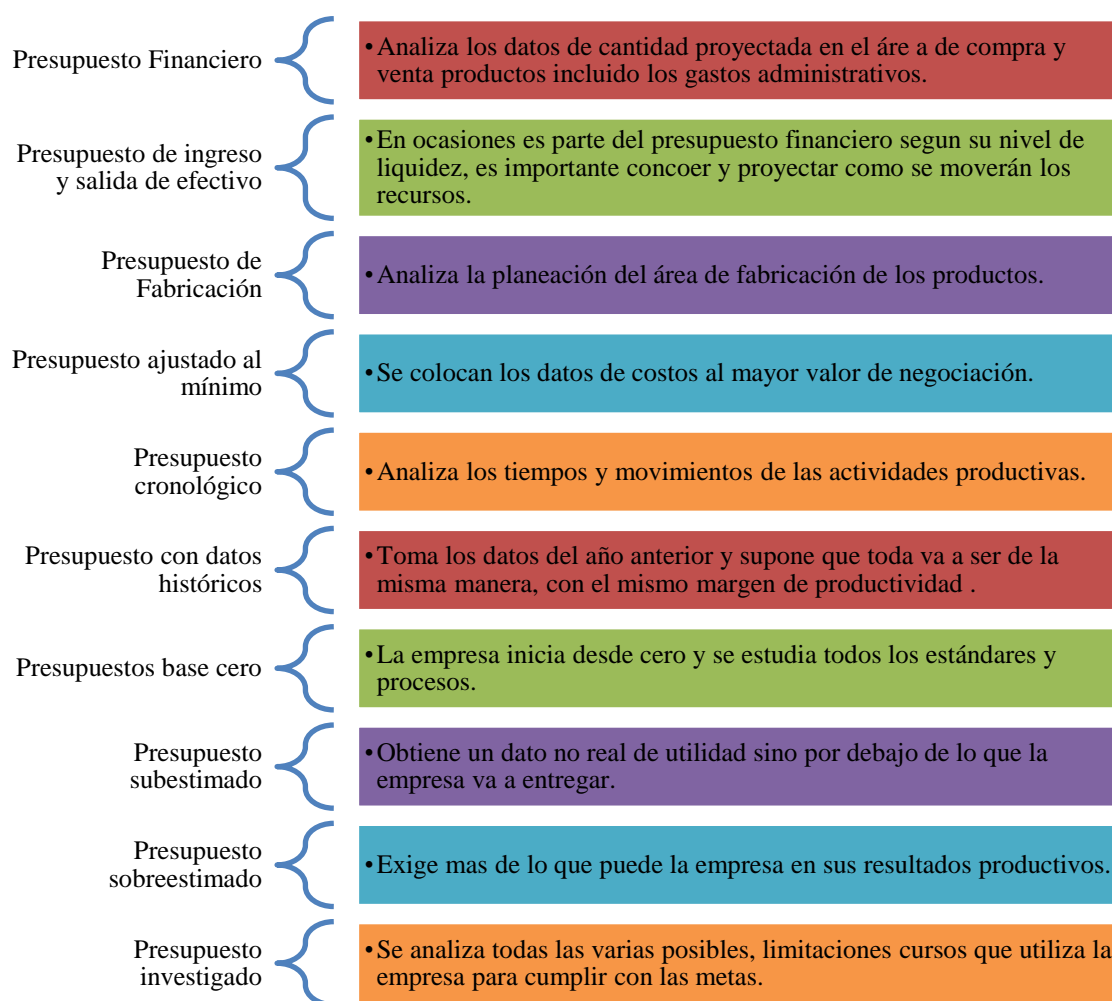 Presupuesto Financiero
•Analiza los datos de cantidad proyectada en el áre a de compra y
venta productos incluido los gastos administrativos.
Presupuesto de ingreso
y salida de efectivo
•En ocasiones es parte del presupuesto financiero segun su nivel de
liquidez, es importante concoer y proyectar como se moverán los
recursos.
Presupuesto de
Fabricación
•Analiza la planeación del área de fabricación de los productos.
Presupuesto ajustado al
mínimo
•Se colocan los datos de costos al mayor valor de negociación.
Presupuesto
cronológico
•Analiza los tiempos y movimientos de las actividades productivas.
Presupuesto con datos
históricos
•Toma los datos del año anterior y supone que toda va a ser de la
misma manera, con el mismo margen de productividad .
Presupuestos base cero
•La empresa inicia desde cero y se estudia todos los estándares y
procesos.
Presupuesto
subestimado
•Obtiene un dato no real de utilidad sino por debajo de lo que la
empresa va a entregar.
Presupuesto
sobreestimado
•Exige mas de lo que puede la empresa en sus resultados productivos.
Presupuesto
investigado
•Se analiza todas las varias posibles, limitaciones cursos que utiliza la
empresa para cumplir con las metas.